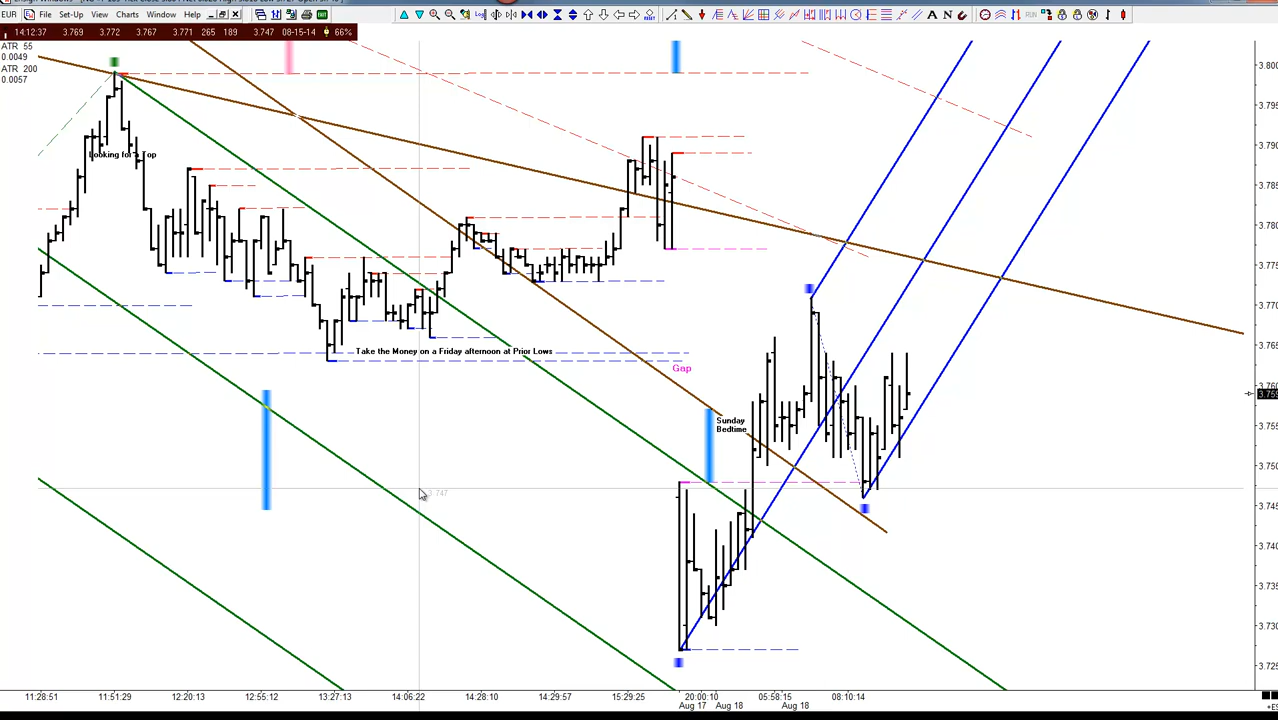 EUR File Set-Up View Charts Window Help
14:12:37 3.769 3.772 3.767 3.771 265 189 3.747 08-15-14 66%
ATR 55
0.0049
ATR 200
0.0057
Looking for a Top
Take the Money on a Friday afternoon at Prior Lows
Gap
Sunday
Bedtime
3.747
3.800
3.795
3.790
3.785
3.780
3.775
3.770
3.765
3.760
3.759
3.755
3.750
3.745
3.740
3.735
3.730
3.725
11:28:51 11:51:29 12:20:13 12:55:12 13:27:13 14:06:22 14:28:10 14:29:57 15:29:25 20:00:10 05:58:15 08:10:14
Aug 17 Aug 18 Aug 18